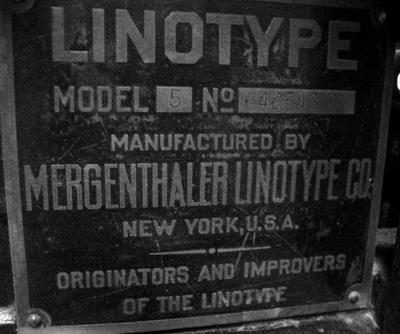 LINOTYPE
MODEL 5 Nº
MANUFACTURED BY
MERGENTHALER LINOTYPE CO.
NEW YORK, U.S.A.
ORIGINATORS AND IMPROVERS
OF THE LINOTYPE